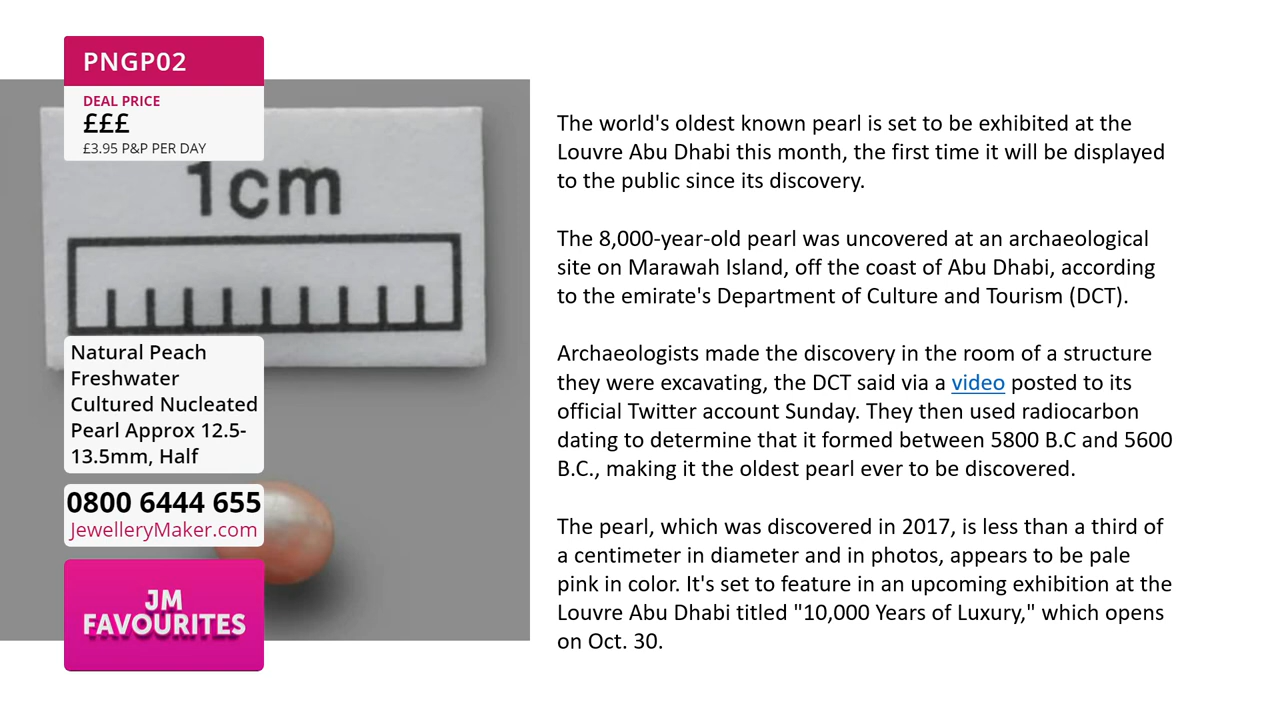 PNGP02
DEAL PRICE
£££
£3.95 P&P PER DAY
1cm
Natural Peach
Freshwater
Cultured Nucleated
Pearl Approx 12.5-
13.5mm, Half
0800 6444 655
JewelleryMaker.com
JM
FAVOURITES
The world's oldest known pearl is set to be exhibited at the
Louvre Abu Dhabi this month, the first time it will be displayed
to the public since its discovery.
The 8,000-year-old pearl was uncovered at an archaeological
site on Marawah Island, off the coast of Abu Dhabi, according
to the emirate's Department of Culture and Tourism (DCT).
Archaeologists made the discovery in the room of a structure
they were excavating, the DCT said via a video posted to its
official Twitter account Sunday. They then used radiocarbon
dating to determine that it formed between 5800 B.C and 5600
B.C., making it the oldest pearl ever to be discovered.
The pearl, which was discovered in 2017, is less than a third of
a centimeter in diameter and in photos, appears to be pale
pink in color. It's set to feature in an upcoming exhibition at the
Louvre Abu Dhabi titled "10,000 Years of Luxury," which opens
on Oct. 30.